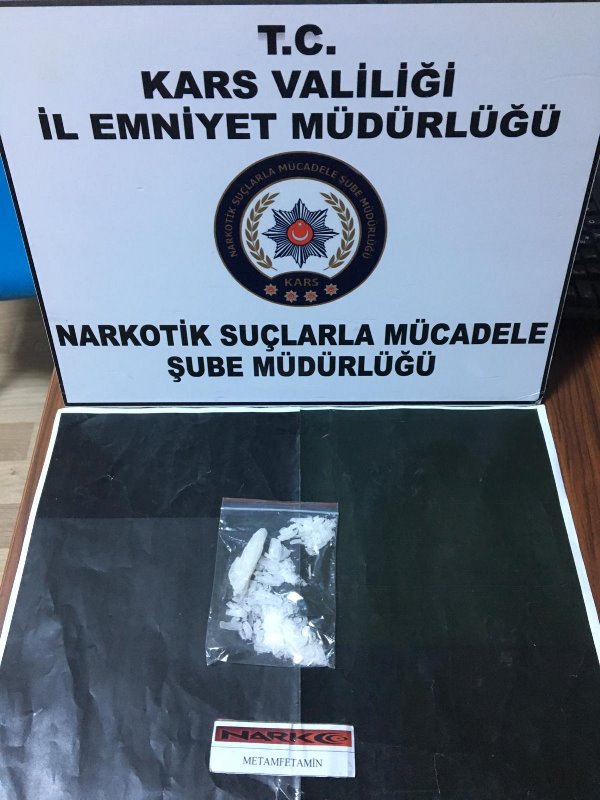 T.C.
KARS VALİLİĞİ
İL EMNİYET MÜDÜRLÜĞÜ
NARKOTİK SUÇLARLA MÜCADELE ŞUBE MÜDÜRLÜĞÜ
KARS
NARKOTİK SUÇLARLA MÜCADELE
ŞUBE MÜDÜRLÜĞÜ
NARKO
METAMFETAMİN